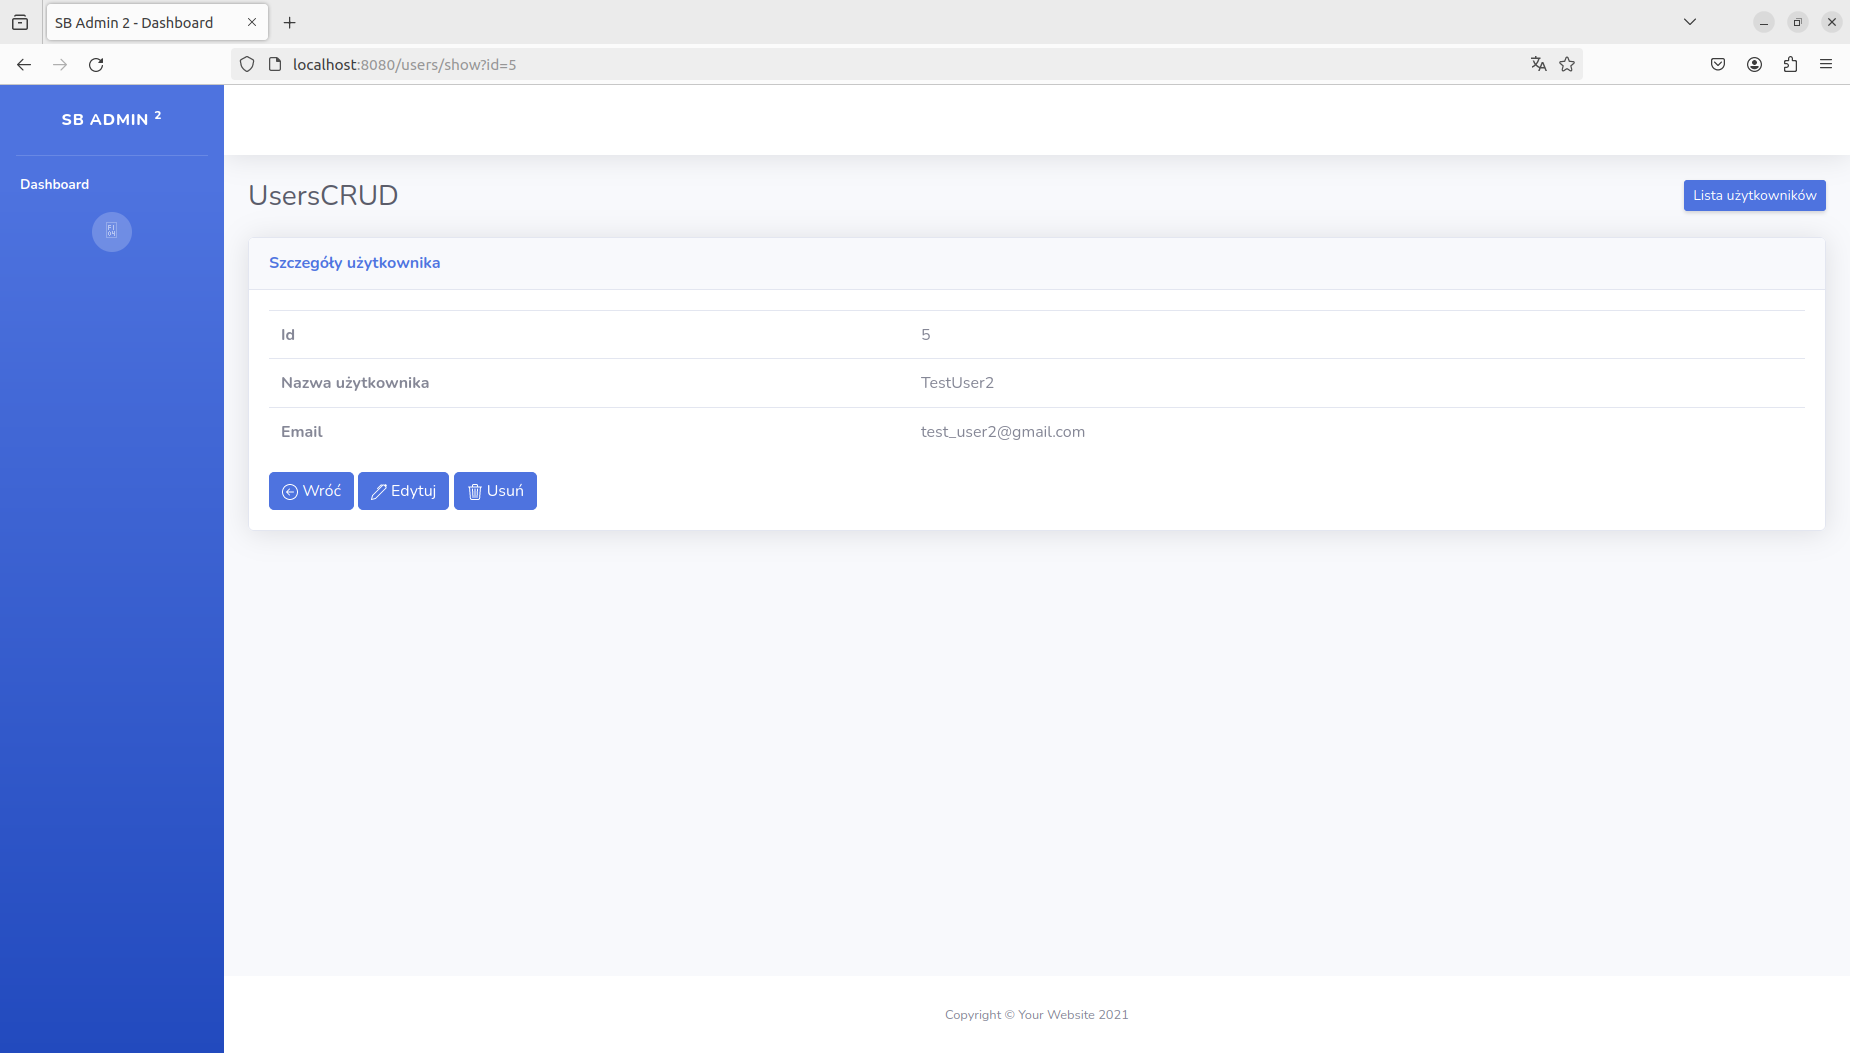 SB Admin 2 - Dashboard
localhost:8080/users/show?id=5
SB ADMIN 2
Dashboard
UsersCRUD
Lista użytkowników
Szczegóły użytkownika
Id 5
Nazwa użytkownika TestUser2
Email test_user2@gmail.com
Wróć Edytuj Usuń
Copyright © Your Website 2021